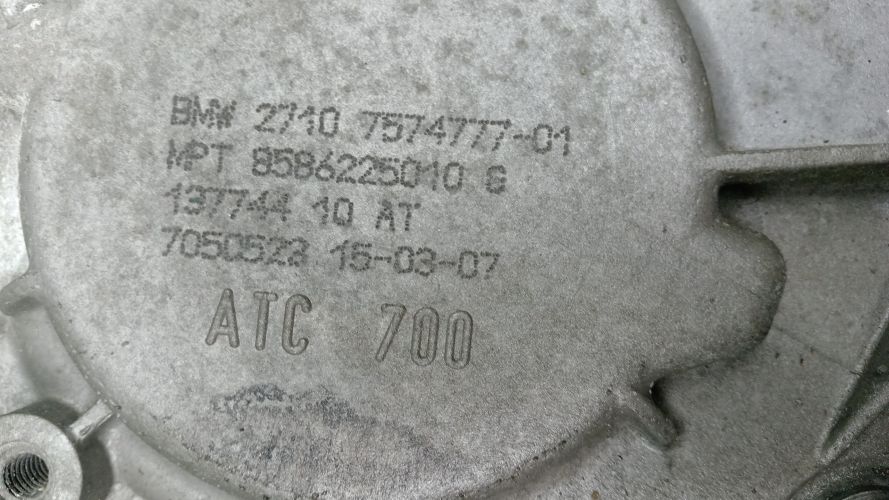 BMW 2710 7574777-01
MPT 8586225010 G
137744 10 AT
7050523 15-03-07
ATC 700